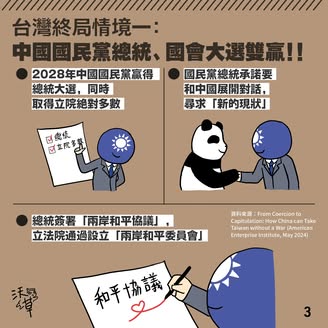 台灣終局情境一：
中國國民黨總統、國會大選雙贏!!
2028年中國國民黨贏得
總統大選，同時
取得立院絕對多數
國民黨總統承諾要
和中國展開對話，
尋求「新的現狀」
總統
立院多數
資料來源：From Coercion to
Capitulation: How China can Take
Taiwan without a War (American
Enterprise Institute, May 2024)
總統簽署「兩岸和平協議」，
立法院通過設立「兩岸和平委員會」
和平協議
3